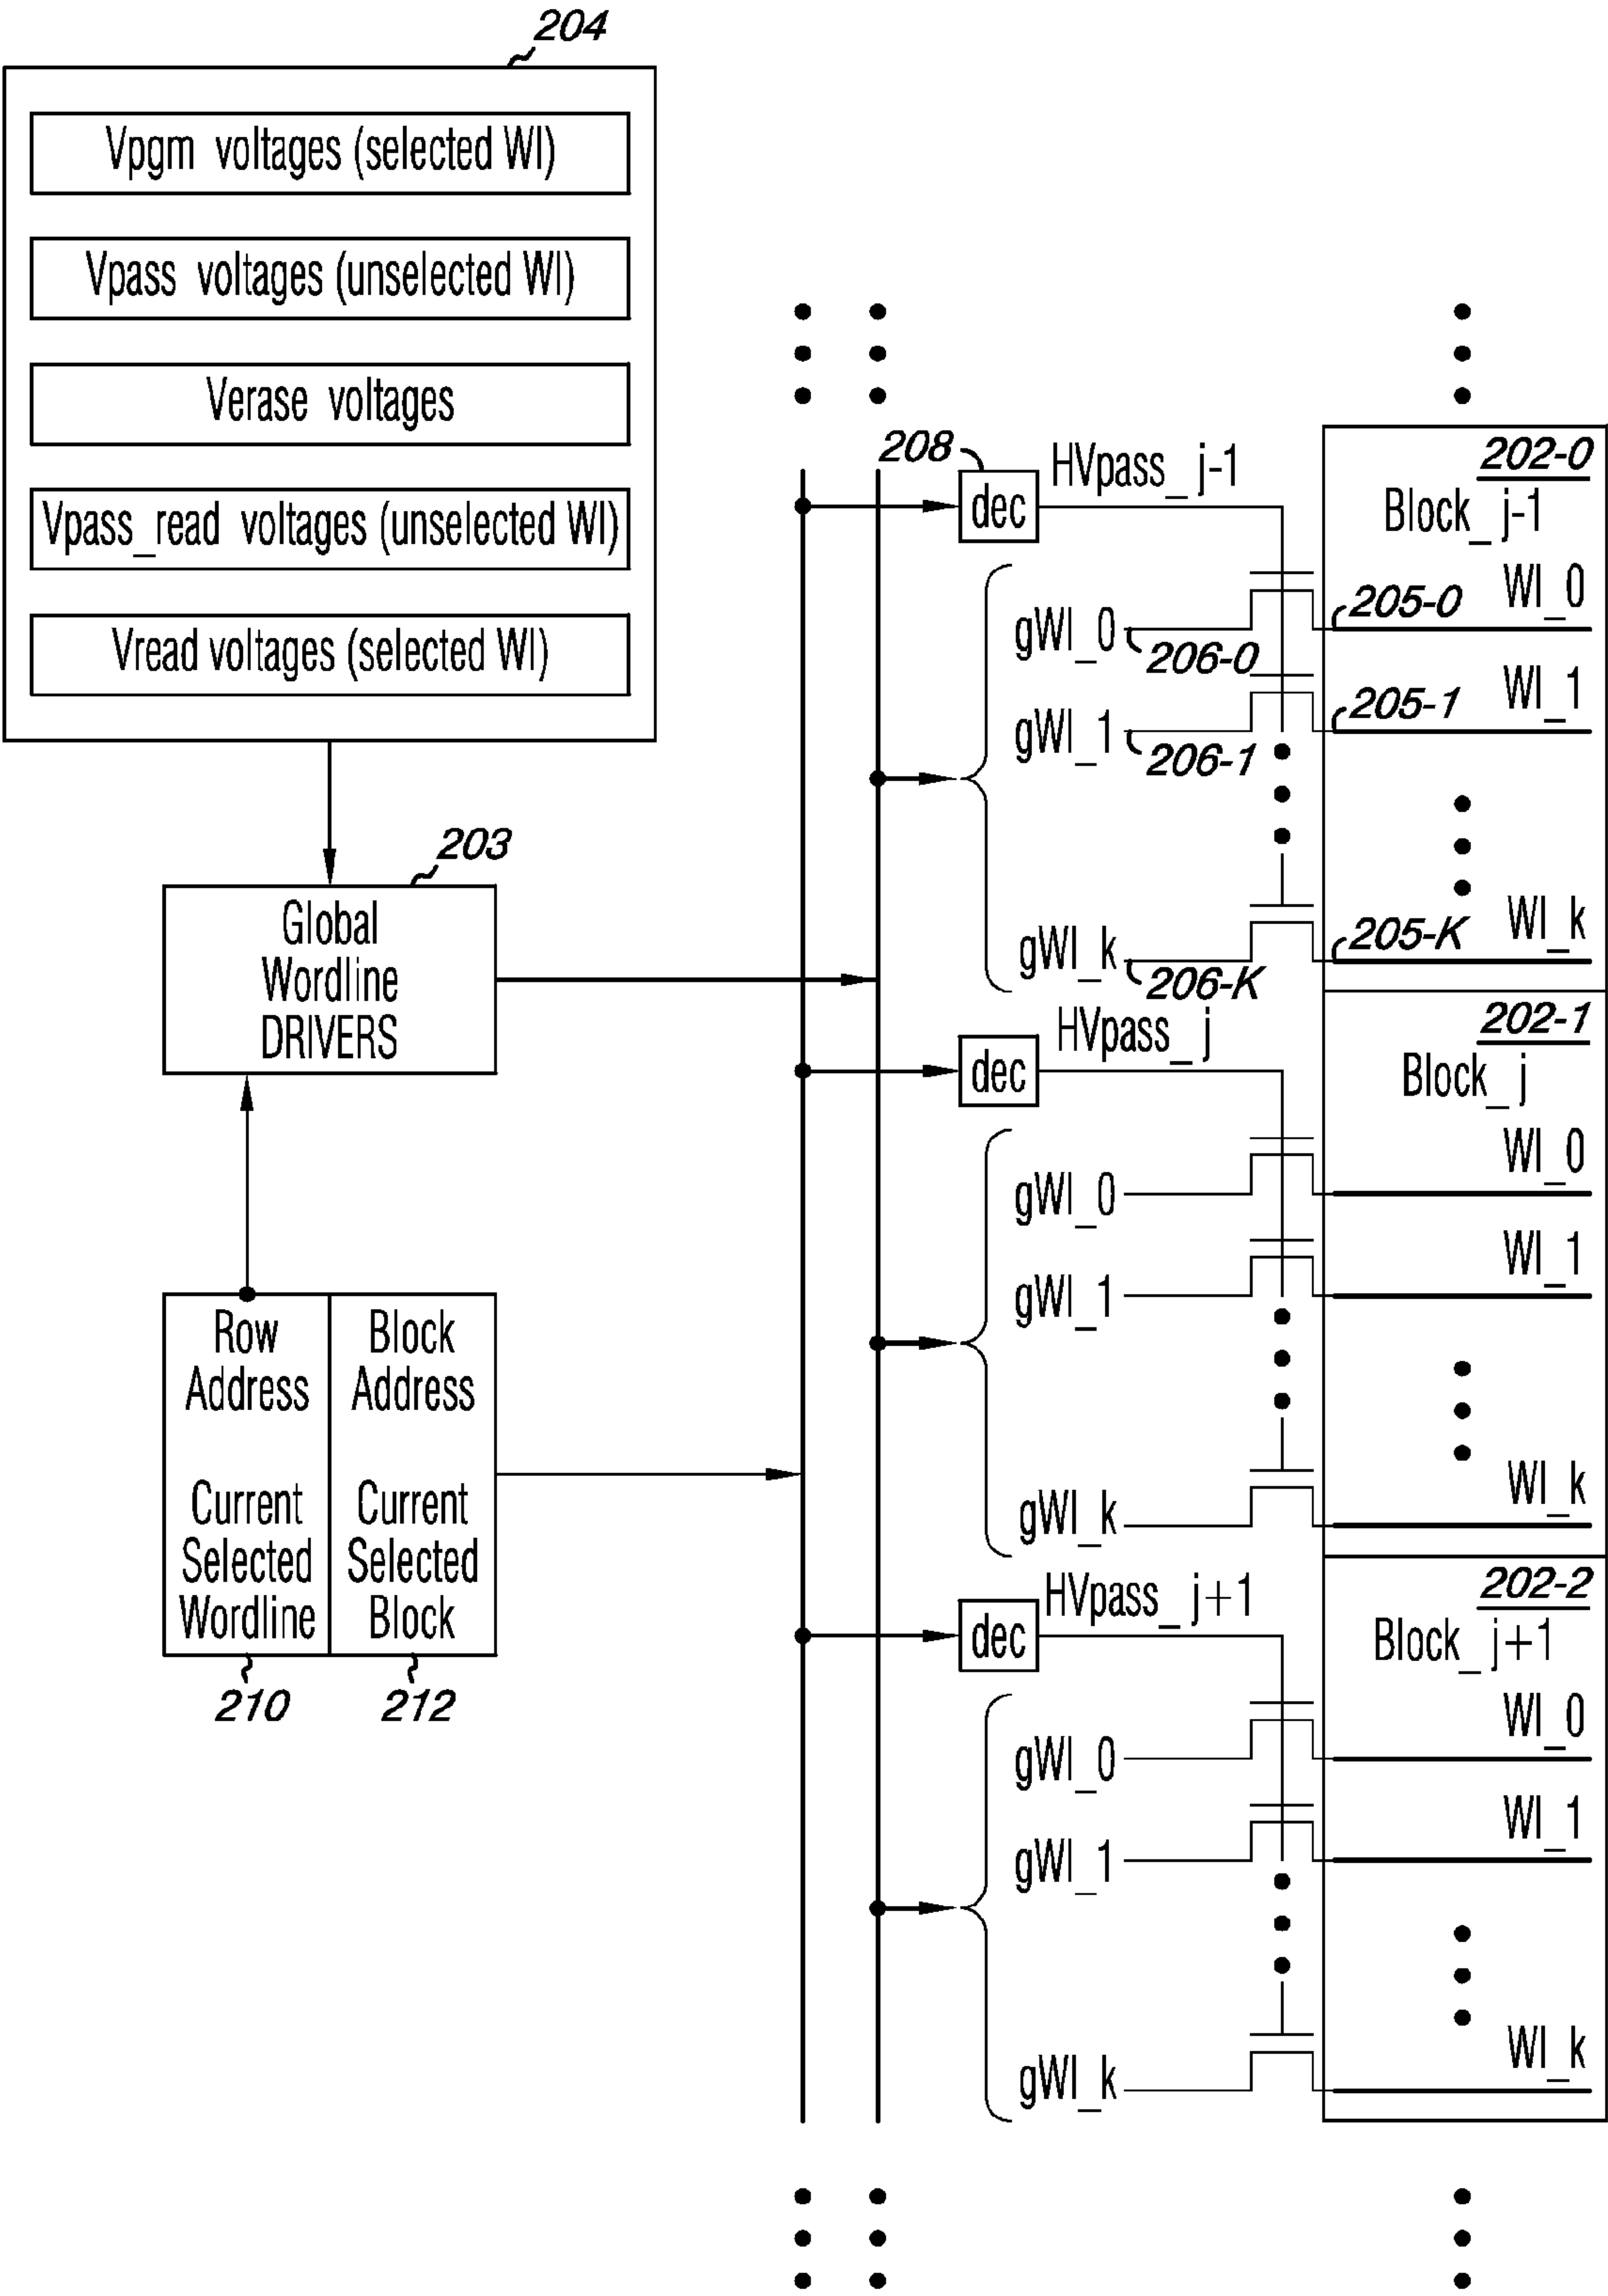 204
Vpgm voltages (selected Wl)
Vpass voltages (unselected Wl)
Verase voltages
Vpass_read voltages (unselected Wl)
Vread voltages (selected Wl)
203
Global
Wordline
DRIVERS
Row
Address
Current
Selected
Wordline
210
Block
Address
Current
Selected
Block
212
208
dec
HVpass_j-1
202-0
Block_j-1
gWl_0
206-0
205-0
Wl_0
gWl_1
206-1
205-1
Wl_1
gWl_k
206-K
205-K
Wl_k
dec
HVpass_j
202-1
Block_j
gWl_0
Wl_0
gWl_1
Wl_1
gWl_k
Wl_k
dec
HVpass_j+1
202-2
Block_j+1
gWl_0
Wl_0
gWl_1
Wl_1
gWl_k
Wl_k